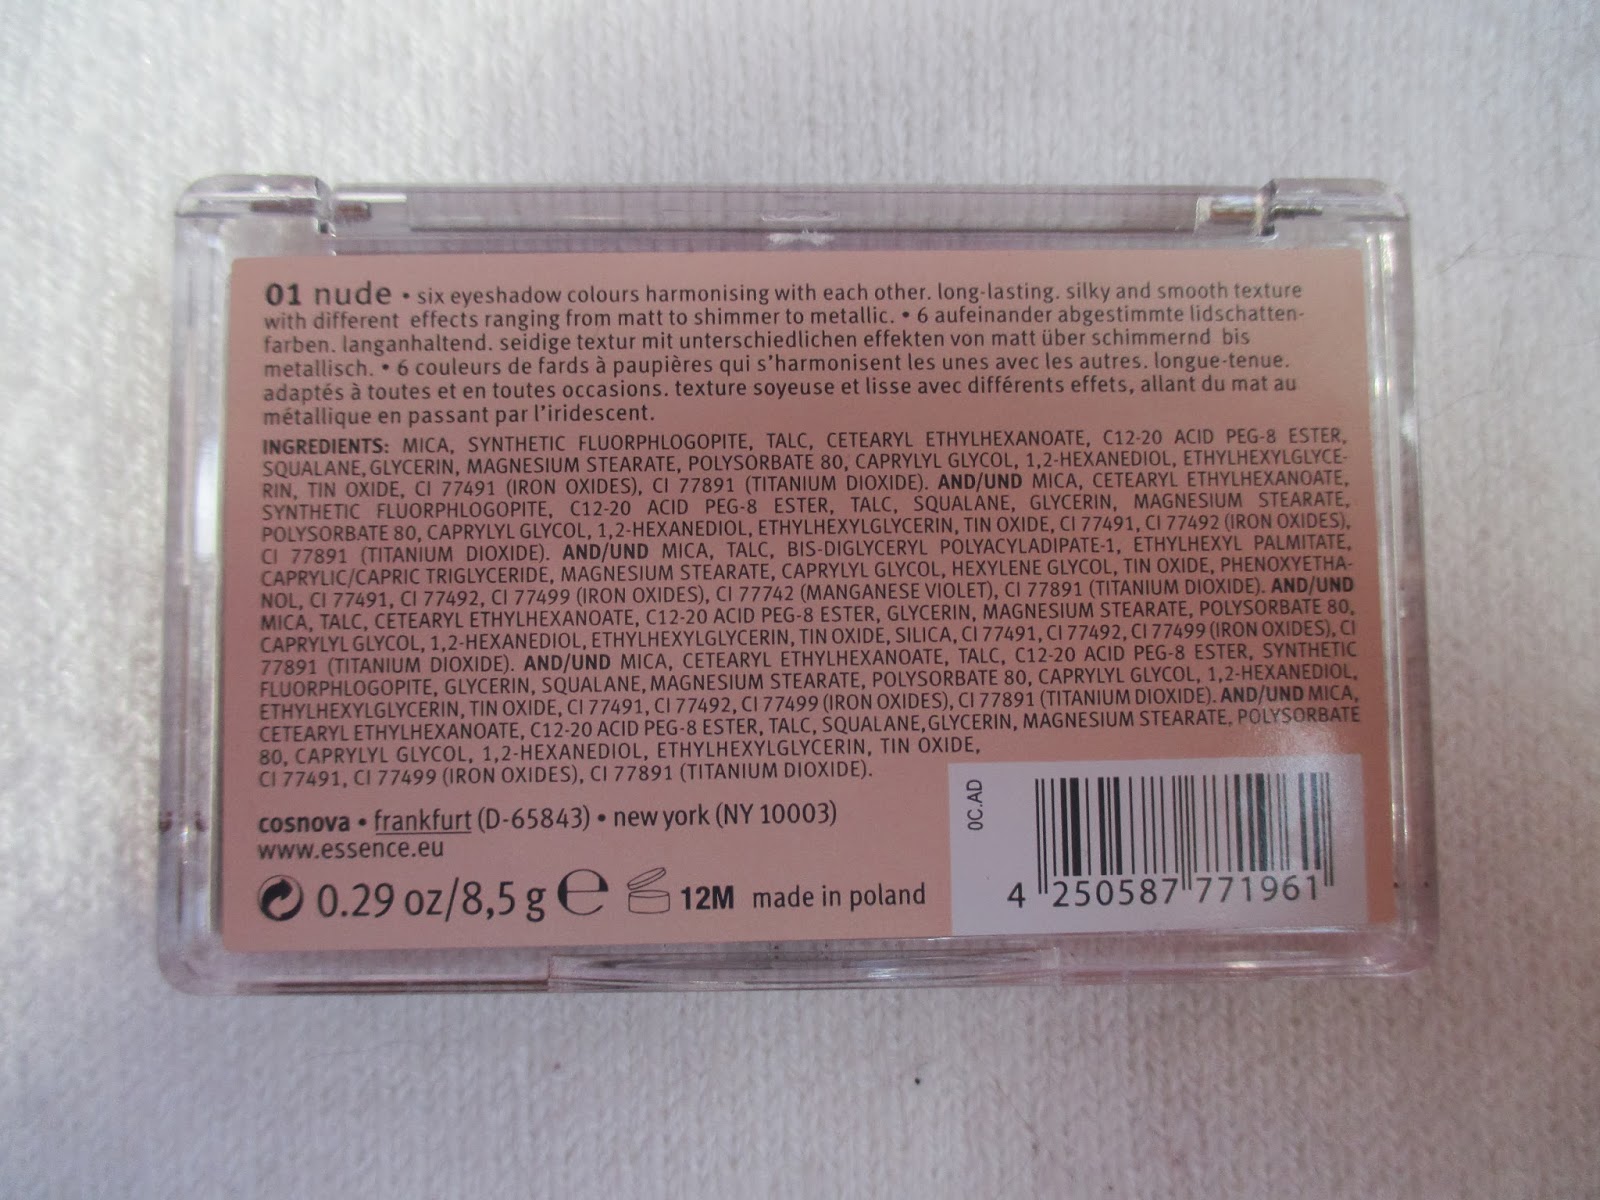 01 nude • six eyeshadow colours harmonising with each other. long-lasting. silky and smooth texture
with different effects ranging from matt to shimmer to metallic. • 6 aufeinander abgestimmte lidschatten-
farben. langanhaltend. seidige textur mit unterschiedlichen effekten von matt über schimmernd bis
metallisch. • 6 couleurs de fards à paupières qui s'harmonisent les unes avec les autres. longue-tenue.
adaptés à toutes et en toutes occasions. texture soyeuse et lisse avec différents effets, allant du mat au
métallique en passant par l'iridescent.
INGREDIENTS: MICA, SYNTHETIC FLUORPHLOGOPITE, TALC, CETEARYL ETHYLHEXANOATE, C12-20 ACID PEG-8 ESTER,
SQUALANE, GLYCERIN, MAGNESIUM STEARATE, POLYSORBATE 80, CAPRYLYL GLYCOL, 1,2-HEXANEDIOL, ETHYLHEXYLGLYCE-
RIN, TIN OXIDE, CI 77491 (IRON OXIDES), CI 77891 (TITANIUM DIOXIDE). AND/UND MICA, CETEARYL ETHYLHEXANOATE,
SYNTHETIC FLUORPHLOGOPITE, C12-20 ACID PEG-8 ESTER, TALC, SQUALANE, GLYCERIN, MAGNESIUM STEARATE,
POLYSORBATE 80, CAPRYLYL GLYCOL, 1,2-HEXANEDIOL, ETHYLHEXYLGLYCERIN, TIN OXIDE, CI 77491, CI 77492 (IRON OXIDES),
CI 77891 (TITANIUM DIOXIDE). AND/UND MICA, TALC, BIS-DIGLYCERYL POLYACYLADIPATE-1, ETHYLHEXYL PALMITATE,
CAPRYLIC/CAPRIC TRIGLYCERIDE, MAGNESIUM STEARATE, CAPRYLYL GLYCOL, HEXYLENE GLYCOL, TIN OXIDE, PHENOXYETHA-
NOL, CI 77491, CI 77492, CI 77499 (IRON OXIDES), CI 77742 (MANGANESE VIOLET), CI 77891 (TITANIUM DIOXIDE). AND/UND
MICA, TALC, CETEARYL ETHYLHEXANOATE, C12-20 ACID PEG-8 ESTER, GLYCERIN, MAGNESIUM STEARATE, POLYSORBATE 80,
CAPRYLYL GLYCOL, 1,2-HEXANEDIOL, ETHYLHEXYLGLYCERIN, TIN OXIDE, SILICA, CI 77491, CI 77492, CI 77499 (IRON OXIDES), CI
77891 (TITANIUM DIOXIDE). AND/UND MICA, CETEARYL ETHYLHEXANOATE, TALC, C12-20 ACID PEG-8 ESTER, SYNTHETIC
FLUORPHLOGOPITE, GLYCERIN, SQUALANE, MAGNESIUM STEARATE, POLYSORBATE 80, CAPRYLYL GLYCOL, 1,2-HEXANEDIOL,
ETHYLHEXYLGLYCERIN, TIN OXIDE, CI 77491, CI 77492, CI 77499 (IRON OXIDES), CI 77891 (TITANIUM DIOXIDE). AND/UND MICA,
CETEARYL ETHYLHEXANOATE, C12-20 ACID PEG-8 ESTER, TALC, SQUALANE, GLYCERIN, MAGNESIUM STEARATE, POLYSORBATE
80, CAPRYLYL GLYCOL, 1,2-HEXANEDIOL, ETHYLHEXYLGLYCERIN, TIN OXIDE,
CI 77491, CI 77499 (IRON OXIDES), CI 77891 (TITANIUM DIOXIDE).
cosnova • frankfurt (D-65843) • new york (NY 10003)
www.essence.eu
0.29 oz/8,5 g e 12M made in poland
0C.AD
4 250587 771961